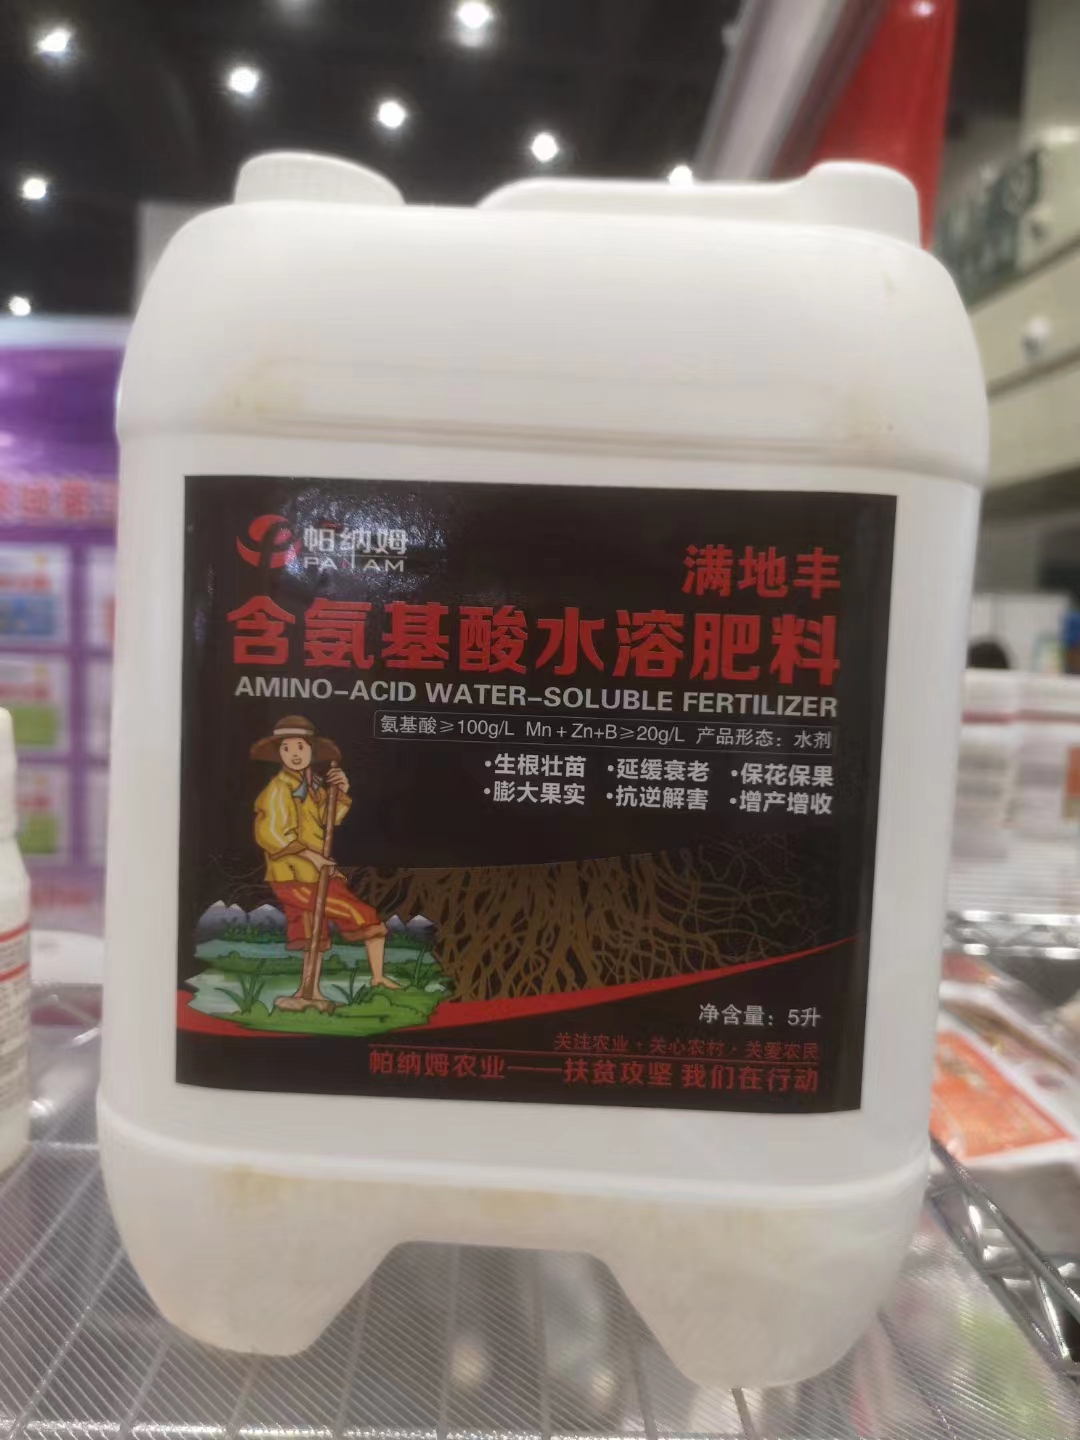 帕纳姆
PANAM
满地丰
含氨基酸水溶肥料
AMINO-ACID WATER-SOLUBLE FERTILIZER
氨基酸≥100g/L Mn+Zn+B≥20g/L 产品形态：水剂
·生根壮苗 ·延缓衰老 ·保花保果
·膨大果实 ·抗逆解害 ·增产增收
净含量：5升
关注农业·关心农村·关爱农民
帕纳姆农业——扶贫攻坚 我们在行动